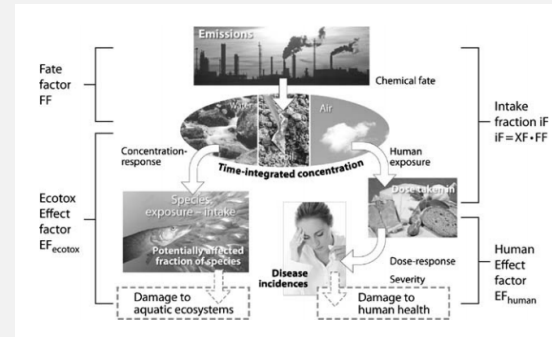 Emissions
Fate
factor
FF
Chemical fate
Water
Soil
Air
Intake
fraction iF
iF=XF·FF
Concentration-
response
Time-integrated concentration
Human
exposure
Ecotox
Effect
factor
EFecotox
Species
exposure – intake
Potentially affected
fraction of species
Dose taken in
Disease
incidences
Dose-response
Severity
Human
Effect
factor
EFhuman
Damage to
aquatic ecosystems
Damage to
human health